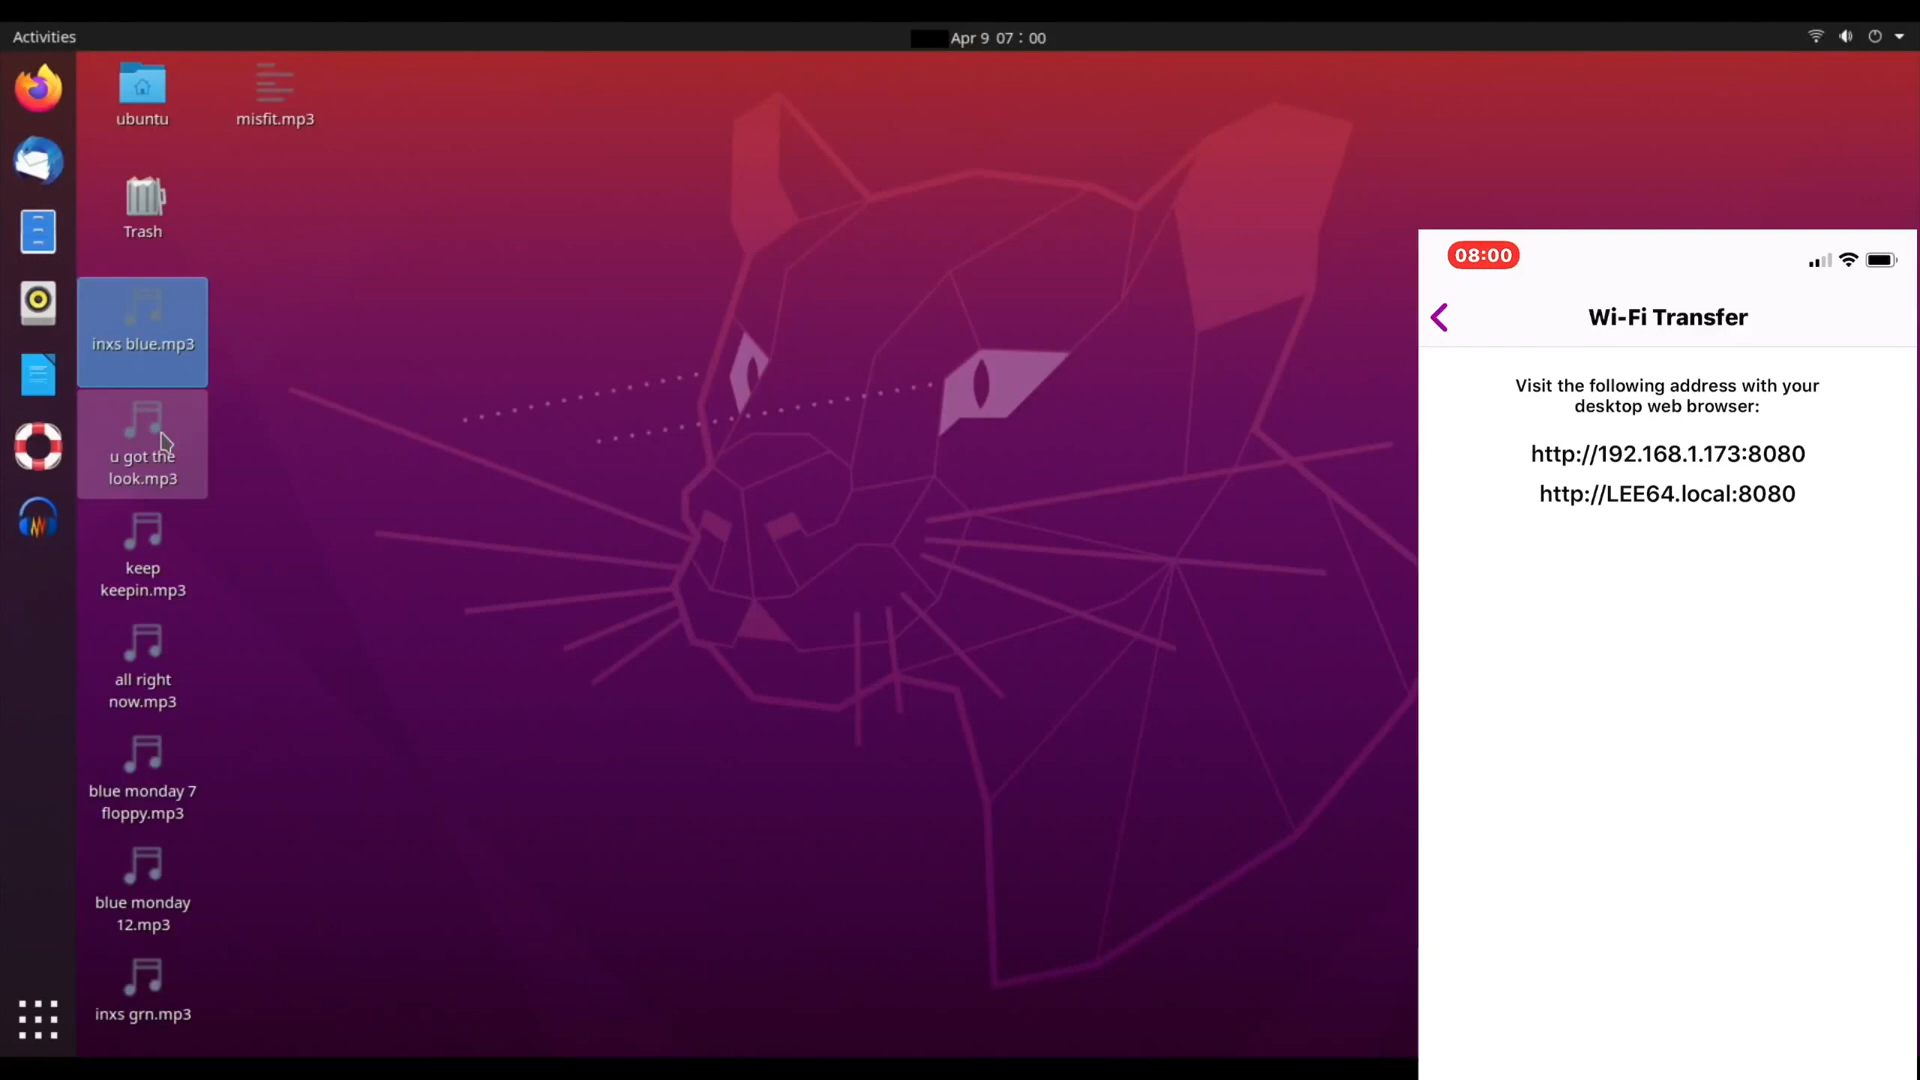 Activities
Apr 9 07 : 00
ubuntu
misfit.mp3
Trash
inxs blue.mp3
u got the
look.mp3
keep
keepin.mp3
all right
now.mp3
blue monday 7
floppy.mp3
blue monday
12.mp3
inxs grn.mp3
08:00
Wi-Fi Transfer
Visit the following address with your
desktop web browser:
http://192.168.1.173:8080
http://LEE64.local:8080